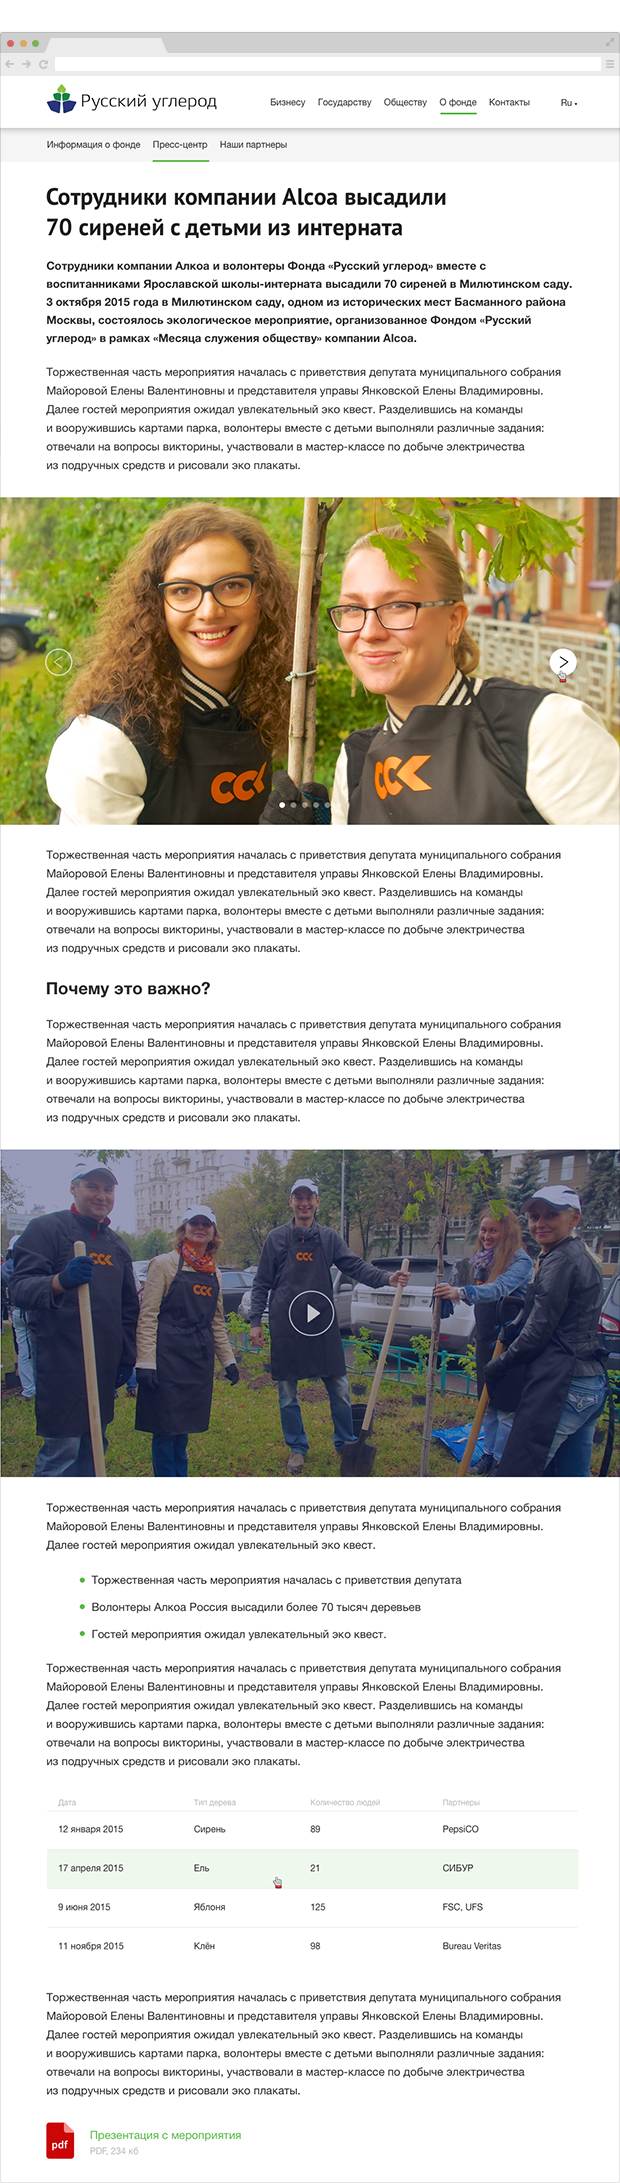 Русский углерод
Бизнесу Государству Обществу О фонде Контакты Ru
Информация о фонде Пресс-центр Наши партнеры
Сотрудники компании Alcoa высадили
70 сиреней с детьми из интерната
Сотрудники компании Алкоа и волонтеры Фонда «Русский углерод» вместе с
воспитанниками Ярославской школы-интерната высадили 70 сиреней в Милютинском саду.
3 октября 2015 года в Милютинском саду, одном из исторических мест Басманного района
Москвы, состоялось экологическое мероприятие, организованное Фондом «Русский
углерод» в рамках «Месяца служения обществу» компании Alcoa.
Торжественная часть мероприятия началась с приветствия депутата муниципального собрания
Майоровой Елены Валентиновны и представителя управы Янковской Елены Владимировны.
Далее гостей мероприятия ожидал увлекательный эко квест. Разделившись на команды
и вооружившись картами парка, волонтеры вместе с детьми выполняли различные задания:
отвечали на вопросы викторины, участвовали в мастер-классе по добыче электричества
из подручных средств и рисовали эко плакаты.
ССК
ССК
Торжественная часть мероприятия началась с приветствия депутата муниципального собрания
Майоровой Елены Валентиновны и представителя управы Янковской Елены Владимировны.
Далее гостей мероприятия ожидал увлекательный эко квест. Разделившись на команды
и вооружившись картами парка, волонтеры вместе с детьми выполняли различные задания:
отвечали на вопросы викторины, участвовали в мастер-классе по добыче электричества
из подручных средств и рисовали эко плакаты.
Почему это важно?
Торжественная часть мероприятия началась с приветствия депутата муниципального собрания
Майоровой Елены Валентиновны и представителя управы Янковской Елены Владимировны.
Далее гостей мероприятия ожидал увлекательный эко квест. Разделившись на команды
и вооружившись картами парка, волонтеры вместе с детьми выполняли различные задания:
отвечали на вопросы викторины, участвовали в мастер-классе по добыче электричества
из подручных средств и рисовали эко плакаты.
ССК
ССК
ССК
Торжественная часть мероприятия началась с приветствия депутата муниципального собрания
Майоровой Елены Валентиновны и представителя управы Янковской Елены Владимировны.
Далее гостей мероприятия ожидал увлекательный эко квест.
Торжественная часть мероприятия началась с приветствия депутата
Волонтеры Алкоа Россия высадили более 70 тысяч деревьев
Гостей мероприятия ожидал увлекательный эко квест.
Торжественная часть мероприятия началась с приветствия депутата муниципального собрания
Майоровой Елены Валентиновны и представителя управы Янковской Елены Владимировны.
Далее гостей мероприятия ожидал увлекательный эко квест. Разделившись на команды
и вооружившись картами парка, волонтеры вместе с детьми выполняли различные задания:
отвечали на вопросы викторины, участвовали в мастер-классе по добыче электричества
из подручных средств и рисовали эко плакаты.
Дата Тип дерева Количество людей Партнеры
12 января 2015 Сирень 89 PepsiCO
17 апреля 2015 Ель 21 СИБУР
9 июня 2015 Яблоня 125 FSC, UFS
11 ноября 2015 Клён 98 Bureau Veritas
Торжественная часть мероприятия началась с приветствия депутата муниципального собрания
Майоровой Елены Валентиновны и представителя управы Янковской Елены Владимировны.
Далее гостей мероприятия ожидал увлекательный эко квест. Разделившись на команды
и вооружившись картами парка, волонтеры вместе с детьми выполняли различные задания:
отвечали на вопросы викторины, участвовали в мастер-классе по добыче электричества
из подручных средств и рисовали эко плакаты.
pdf
Презентация с мероприятия
PDF, 234 кб